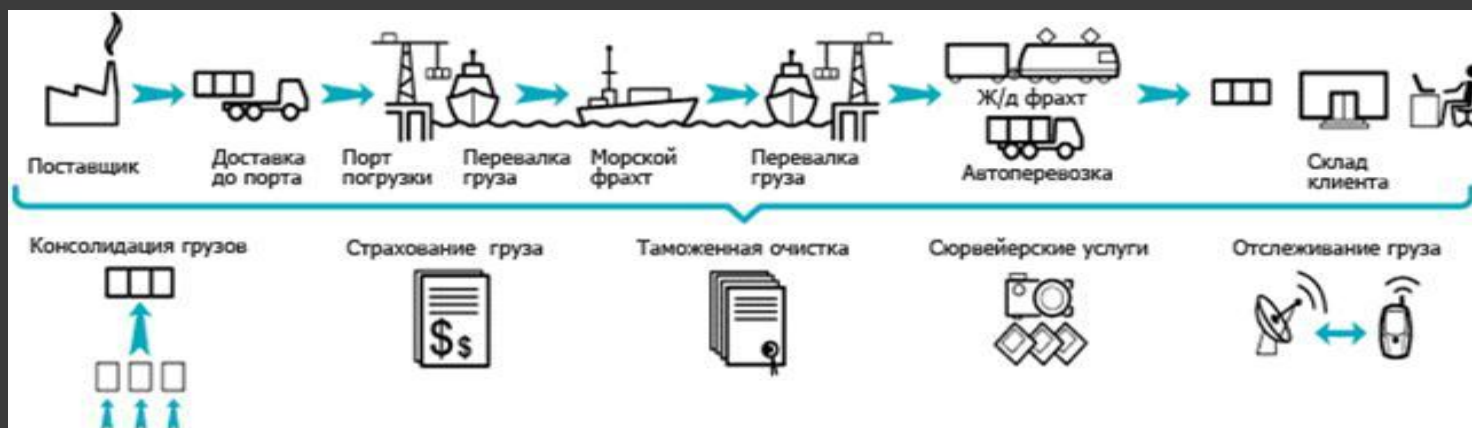 Поставщик
Доставка
до порта
Порт
погрузки
Перевалка
груза
Морской
фрахт
Перевалка
груза
Ж/д фрахт
Автоперевозка
Склад
клиента
Консолидация грузов
Страхование груза
Таможенная очистка
Сюрвейерские услуги
Отслеживание груза
$ $